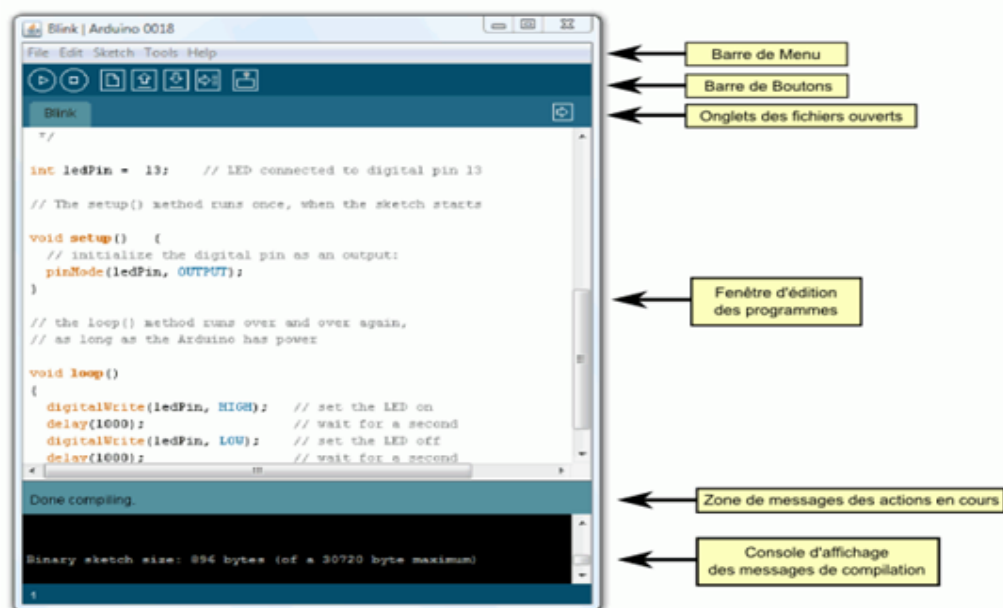 Blink | Arduino 0018
File Edit Sketch Tools Help
Barre de Menu
Barre de Boutons
Blink
Onglets des fichiers ouverts
*/
int ledPin = 13; // LED connected to digital pin 13
// The setup() method runs once, when the sketch starts
void setup() {
// initialize the digital pin as an output:
pinMode(ledPin, OUTPUT);
}
Fenêtre d'édition
des programmes
// the loop() method runs over and over again,
// as long as the Arduino has power
void loop()
{
digitalWrite(ledPin, HIGH); // set the LED on
delay(1000); // wait for a second
digitalWrite(ledPin, LOW); // set the LED off
delay(1000); // wait for a second
Done compiling.
Zone de messages des actions en cours
Binary sketch size: 896 bytes (of a 30720 byte maximum)
Console d'affichage
des messages de compilation
1